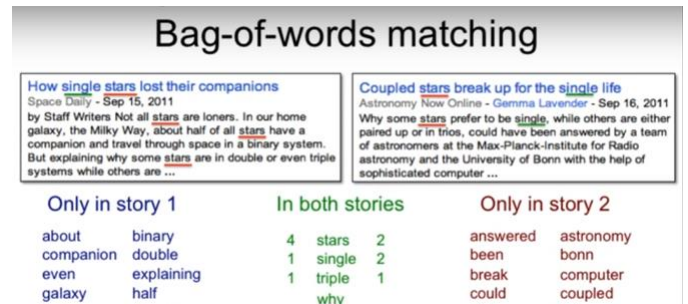 Bag-of-words matching
How single stars lost their companions
Space Daily - Sep 15, 2011
by Staff Writers Not all stars are loners. In our home
galaxy, the Milky Way, about half of all stars have a
companion and travel through space in a binary system.
But explaining why some stars are in double or even triple
systems while others are ...
Coupled stars break up for the single life
Astronomy Now Online - Gemma Lavender - Sep 16, 2011
Why some stars prefer to be single, while others are either
paired up or in trios, could have been answered by a team
of astronomers at the Max-Planck-Institute for Radio
astronomy and the University of Bonn with the help of
sophisticated computer ...
Only in story 1
about binary
companion double
even explaining
galaxy half
In both stories
4 stars 2
1 single 2
1 triple 1
why
Only in story 2
answered astronomy
been bonn
break computer
could coupled